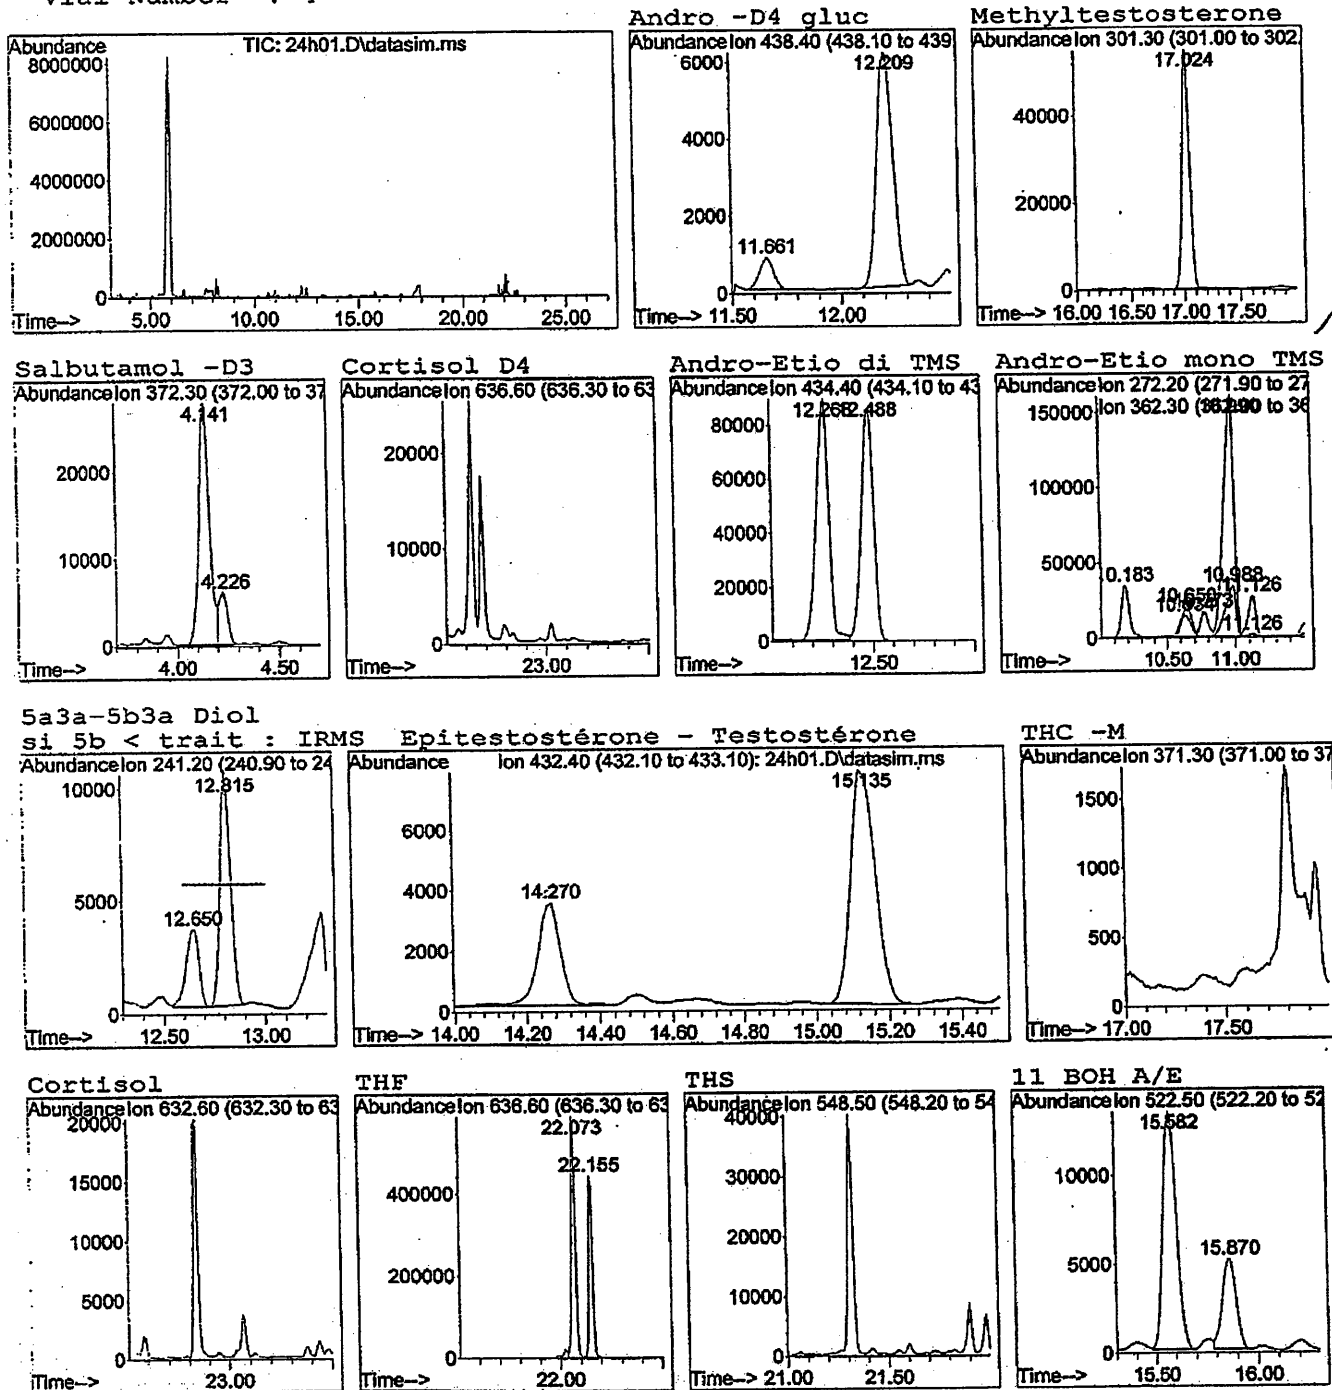 Vial Number : 1
Andro -D4 gluc
Methyltestosterone
Abundance
TIC: 24h01.D\datasim.ms
8000000
6000000
4000000
2000000
0
Time-->
5.00 10.00 15.00 20.00 25.00
Abundance Ion 438.40 (438.10 to 439
12.209
6000
4000
2000
0
11.661
Time-->
11.50 12.00
Abundance Ion 301.30 (301.00 to 302.
17.024
40000
20000
0
Time-->
16.00 16.50 17.00 17.50
Salbutamol -D3
Cortisol D4
Andro-Etio di TMS
Andro-Etio mono TMS
Abundance Ion 372.30 (372.00 to 37
4.141
20000
10000
4.226
0
Time-->
4.00 4.50
Abundance Ion 636.60 (636.30 to 63
20000
10000
0
Time-->
23.00
Abundance Ion 434.40 (434.10 to 43
12.268 12.488
80000
60000
40000
20000
0
Time-->
12.50
Abundance Ion 272.20 (271.90 to 27
Ion 362.30
to 36
150000
100000
50000
0
0.183
10.650
10.988
11.126
11.126
Time-->
10.50 11.00
5a3a-5b3a Diol
si 5b < trait : IRMS
Epitestostérone - Testostérone
THC -M
Abundance Ion 241.20 (240.90 to 24
12.815
10000
5000
12.650
0
Time-->
12.50 13.00
Abundance
Ion 432.40 (432.10 to 433.10): 24h01.D\datasim.ms
15.135
6000
4000
14.270
2000
0
Time-->
14.00 14.20 14.40 14.60 14.80 15.00 15.20 15.40
Abundance Ion 371.30 (371.00 to 37
1500
1000
500
0
Time-->
17.00 17.50
Cortisol
THF
THS
11 BOH A/E
Abundance Ion 632.60 (632.30 to 63
20000
15000
10000
5000
0
Time-->
23.00
Abundance Ion 636.60 (636.30 to 63
22.073
22.155
400000
200000
0
Time-->
22.00
Abundance Ion 548.50 (548.20 to 54
40000
30000
20000
10000
0
Time-->
21.00 21.50
Abundance Ion 522.50 (522.20 to 52
15.582
10000
15.870
5000
0
Time-->
15.50 16.00